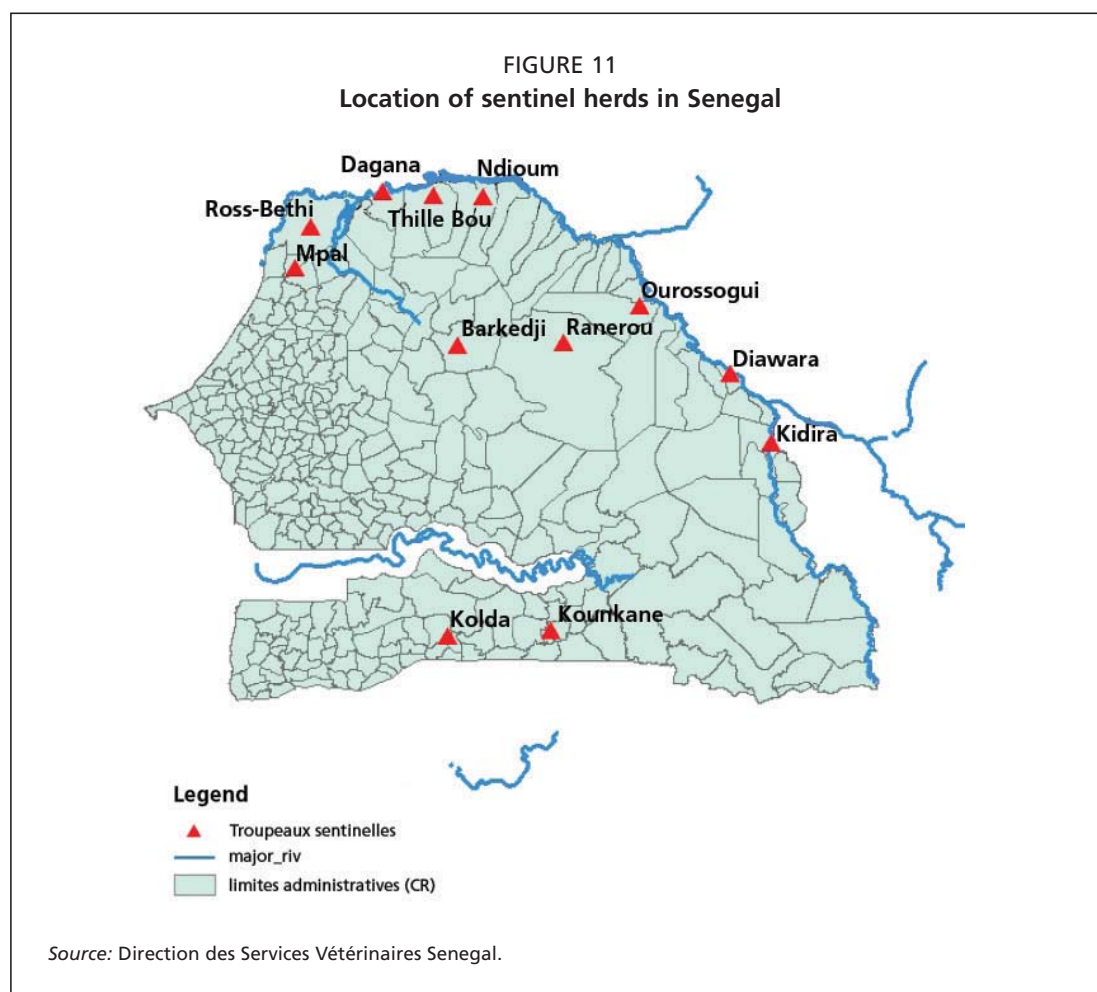 FIGURE 11
Location of sentinel herds in Senegal
Dagana
Ndioum
Thille Bou
Ross-Bethi
Mpal
Ourossogui
Barkedji
Ranerou
Diawara
Kidira
Kolda
Kounkane
Legend
Troupeaux sentinelles
major_riv
limites administratives (CR)
Source: Direction des Services Vétérinaires Senegal.